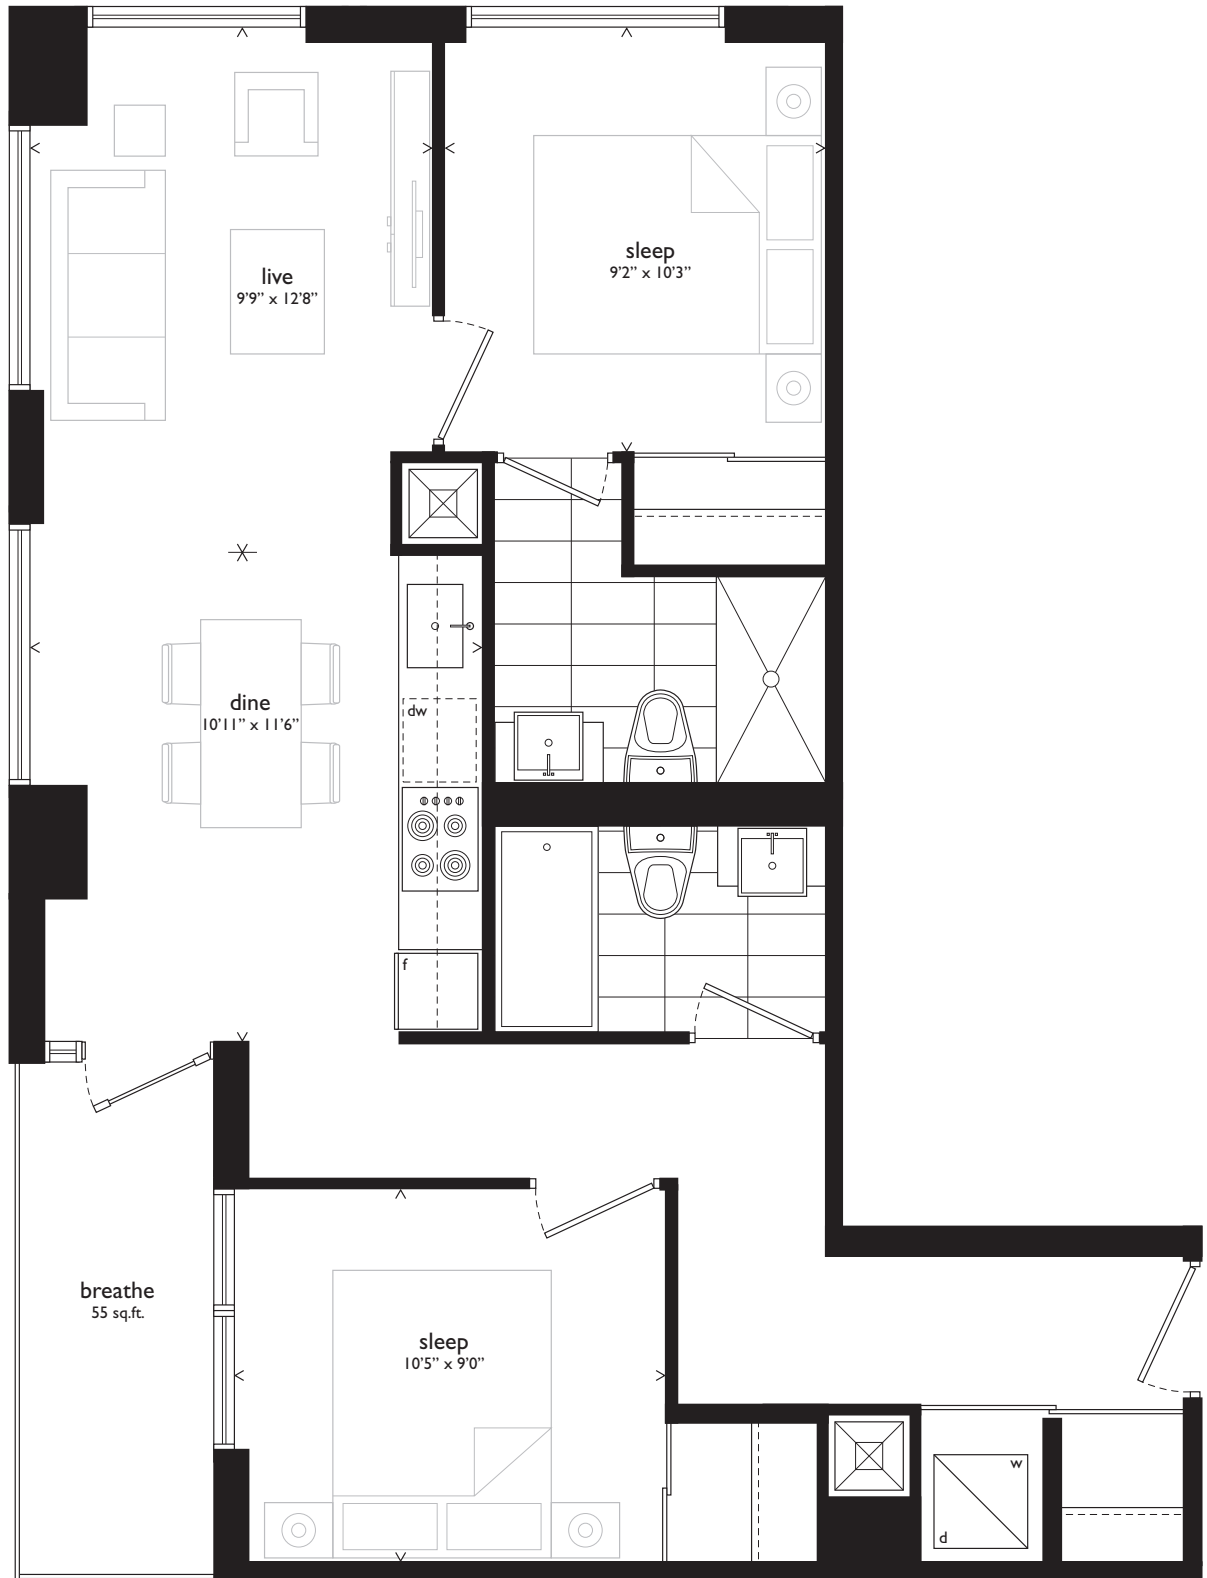 sleep
9’2” x 10’3”
live
9’9” x 12’8”
dine
10’11” x 11’6”
dw
f
breathe
55 sq.ft.
sleep
10’5” x 9’0”
w
d